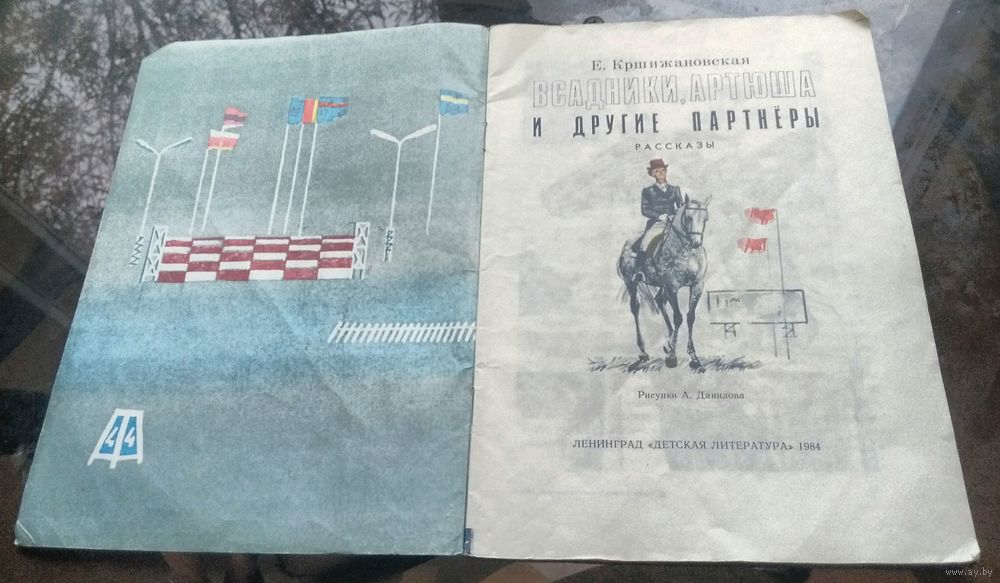 44
Е. Кршижановская
ВСАДНИКИ, АРТЮША
И ДРУГИЕ ПАРТНЁРЫ
РАССКАЗЫ
Рисунки А. Данилова
ЛЕНИНГРАД «ДЕТСКАЯ ЛИТЕРАТУРА» 1984
www.ay.by